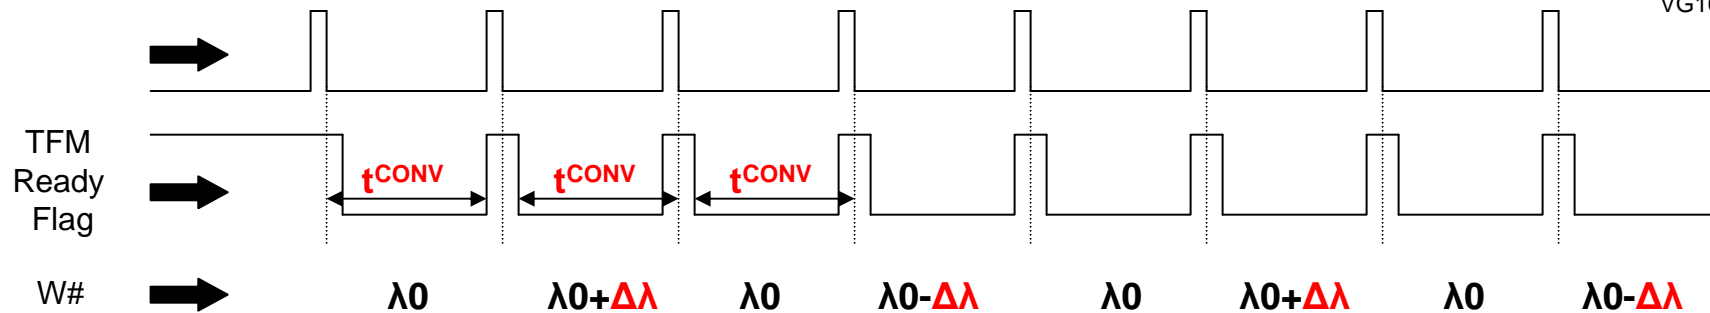 TFM
Ready
Flag
tCONV tCONV tCONV
W# λ0 λ0+Δλ λ0 λ0-Δλ λ0 λ0+Δλ λ0 λ0-Δλ